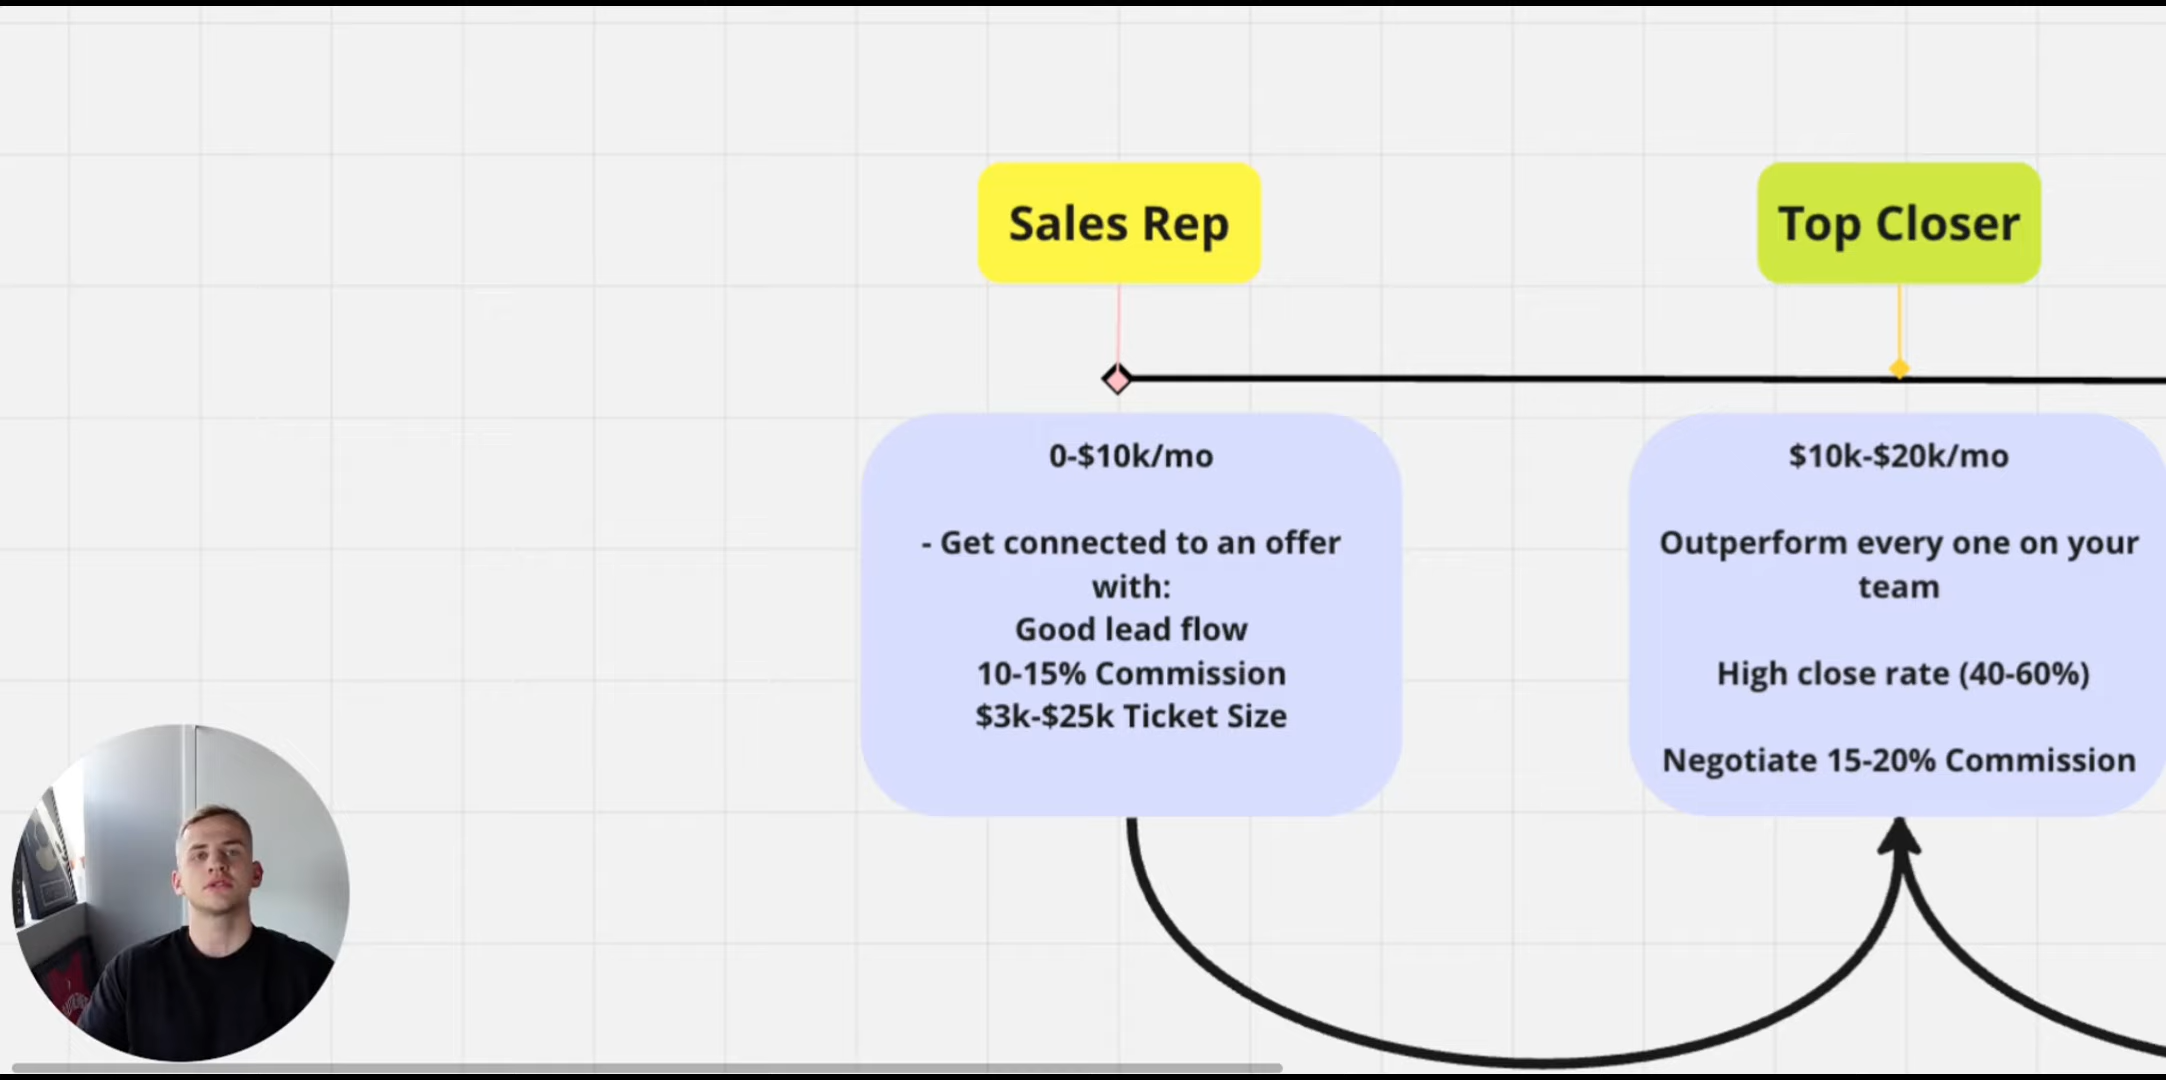 Sales Rep
Top Closer
0-$10k/mo
- Get connected to an offer
with:
Good lead flow
10-15% Commission
$3k-$25k Ticket Size
$10k-$20k/mo
Outperform every one on your
team
High close rate (40-60%)
Negotiate 15-20% Commission